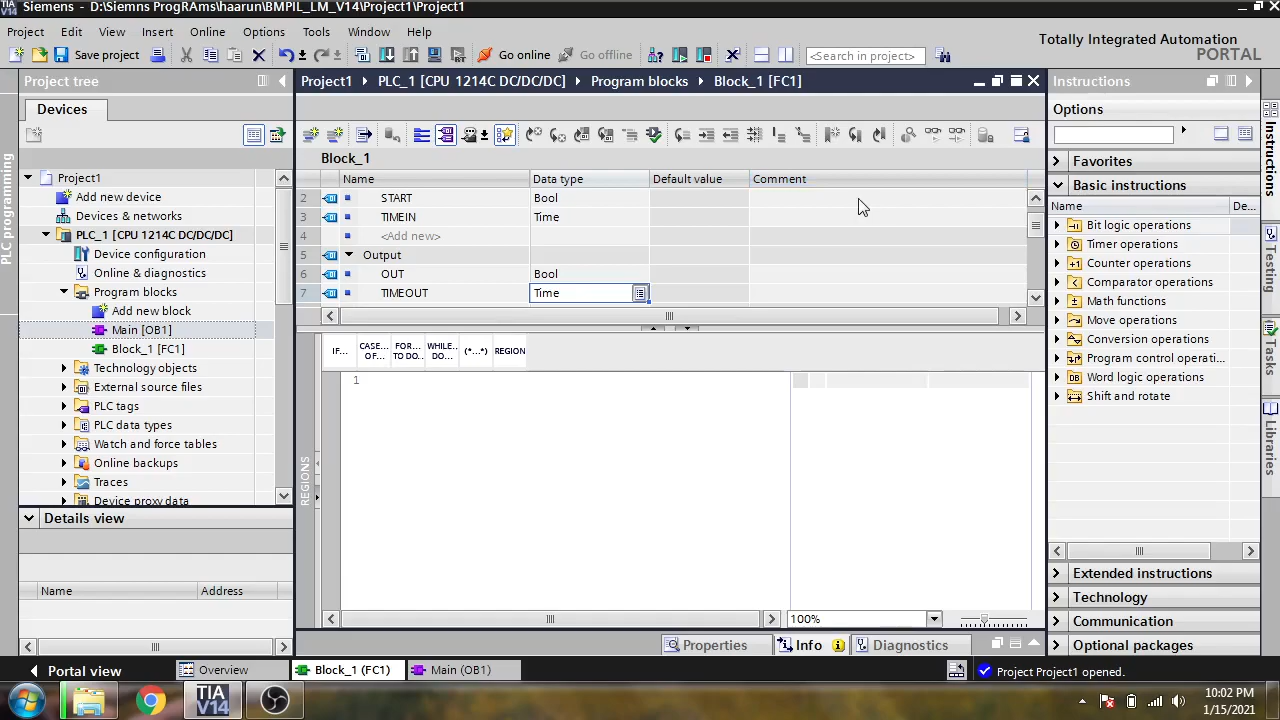 TIA
V14
Siemens - D:\Siemns ProgRAms\haarun\BMPIL_LM_V14\Project1\Project1
Project Edit View Insert Online Options Tools Window Help
Save project
Go online
Go offline
<Search in project>
Totally Integrated Automation
PORTAL
Project tree
Project1
PLC_1 [CPU 1214C DC/DC/DC]
Program blocks
Block_1 [FC1]
Instructions
Devices
Options
Block_1
Name Data type Default value Comment
2 START Bool
3 TIMEIN Time
4 <Add new>
5 Output
6 OUT Bool
7 TIMEOUT Time
IF...
CASE...
OF...
FOR...
TO DO...
WHILE...
DO...
(*...*)
REGION
1
REGIONS
100%
PLC programming
Project1
Add new device
Devices & networks
PLC_1 [CPU 1214C DC/DC/DC]
Device configuration
Online & diagnostics
Program blocks
Add new block
Main [OB1]
Block_1 [FC1]
Technology objects
External source files
PLC tags
PLC data types
Watch and force tables
Online backups
Traces
Device proxy data
Details view
Name Address
Favorites
Basic instructions
Name De...
Bit logic operations
Timer operations
Counter operations
Comparator operations
Math functions
Move operations
Conversion operations
Program control operati...
Word logic operations
Shift and rotate
Extended instructions
Technology
Communication
Optional packages
Instructions
Testing
Tasks
Libraries
Properties
Info
Diagnostics
Portal view
Overview
Block_1 (FC1)
Main (OB1)
Project Project1 opened.
TIA
V14
10:02 PM
1/15/2021